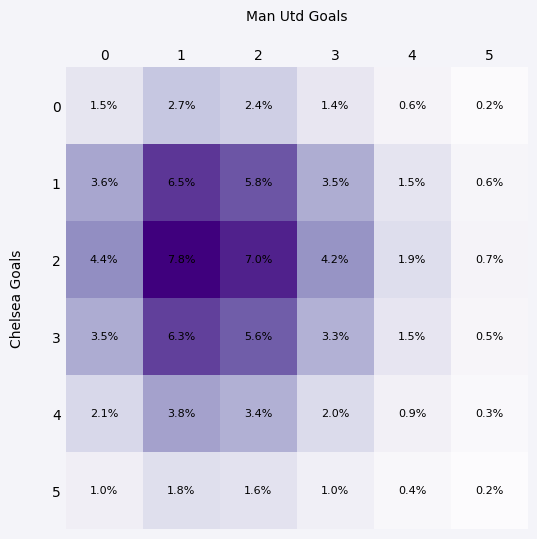 Man Utd Goals
0 1 2 3 4 5
0 1.5% 2.7% 2.4% 1.4% 0.6% 0.2%
1 3.6% 6.5% 5.8% 3.5% 1.5% 0.6%
2 4.4% 7.8% 7.0% 4.2% 1.9% 0.7%
3 3.5% 6.3% 5.6% 3.3% 1.5% 0.5%
4 2.1% 3.8% 3.4% 2.0% 0.9% 0.3%
5 1.0% 1.8% 1.6% 1.0% 0.4% 0.2%
Chelsea Goals